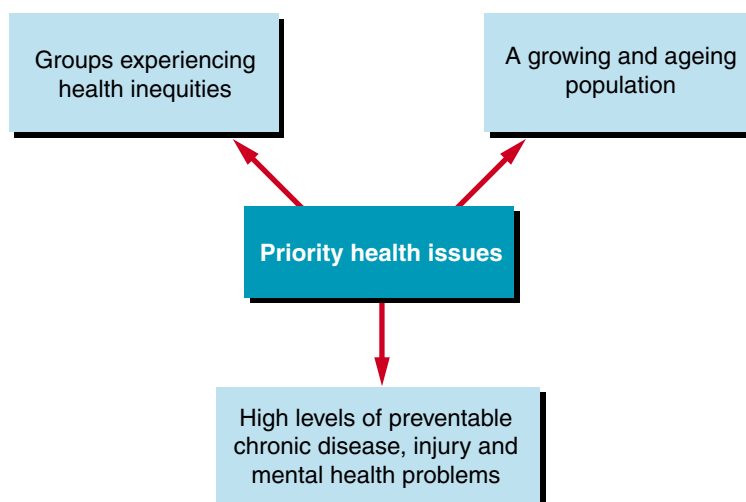 Groups experiencing
health inequities
A growing and ageing
population
Priority health issues
High levels of preventable
chronic disease, injury and
mental health problems